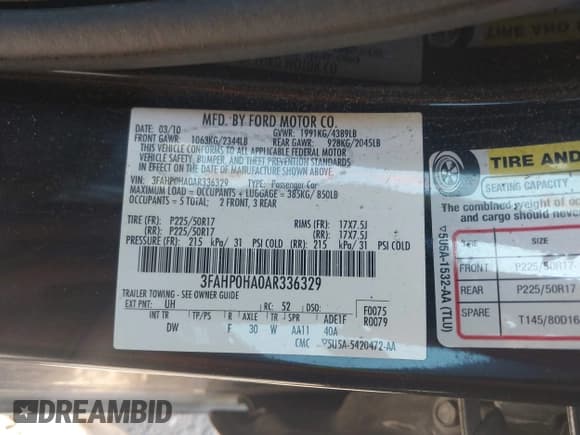 MFD. BY FORD MOTOR CO.
DATE: 03/10 GVWR: 1991KG/4389LB
FRONT GAWR: 1063KG/2344LB REAR GAWR: 928KG/2045LB
THIS VEHICLE CONFORMS TO ALL APPLICABLE FEDERAL MOTOR
VEHICLE SAFETY, BUMPER, AND THEFT PREVENTION STANDARDS
IN EFFECT ON THE DATE OF MANUFACTURE SHOWN ABOVE.
VIN: 3FAHP0HA0AR336329 TYPE: Passenger Car
MAXIMUM LOAD = OCCUPANTS + LUGGAGE = 385KG/ 850LB
OCCUPANTS = 5 TOTAL: 2 FRONT, 3 REAR
TIRE (FR): P225/50R17 RIMS (FR): 17X7.5J
(RR): P225/50R17 (RR): 17X7.5J
PRESSURE (FR): 215 kPa/ 31 PSI COLD (RR): 215 kPa/ 31 PSI COLD
3FAHP0HA0AR336329
TRAILER TOWING - SEE OWNER GUIDE
EXT PNT: UH RC: 52 DSO: F0075
R0079
INT TR TP/PS R AXLE TR SPR ADE1F
DW F 30 W AA11 40A
CMC ▽5U5A-5420472-AA
TIRE AND
SEATING CAPACITY
The combined weight of
and cargo should never
SIZE
FRONT P225/50R17
REAR P225/50R17
SPARE T145/80D16
▽5U5A-1532-AA (TLU)
TIRE AND
DREAMBID